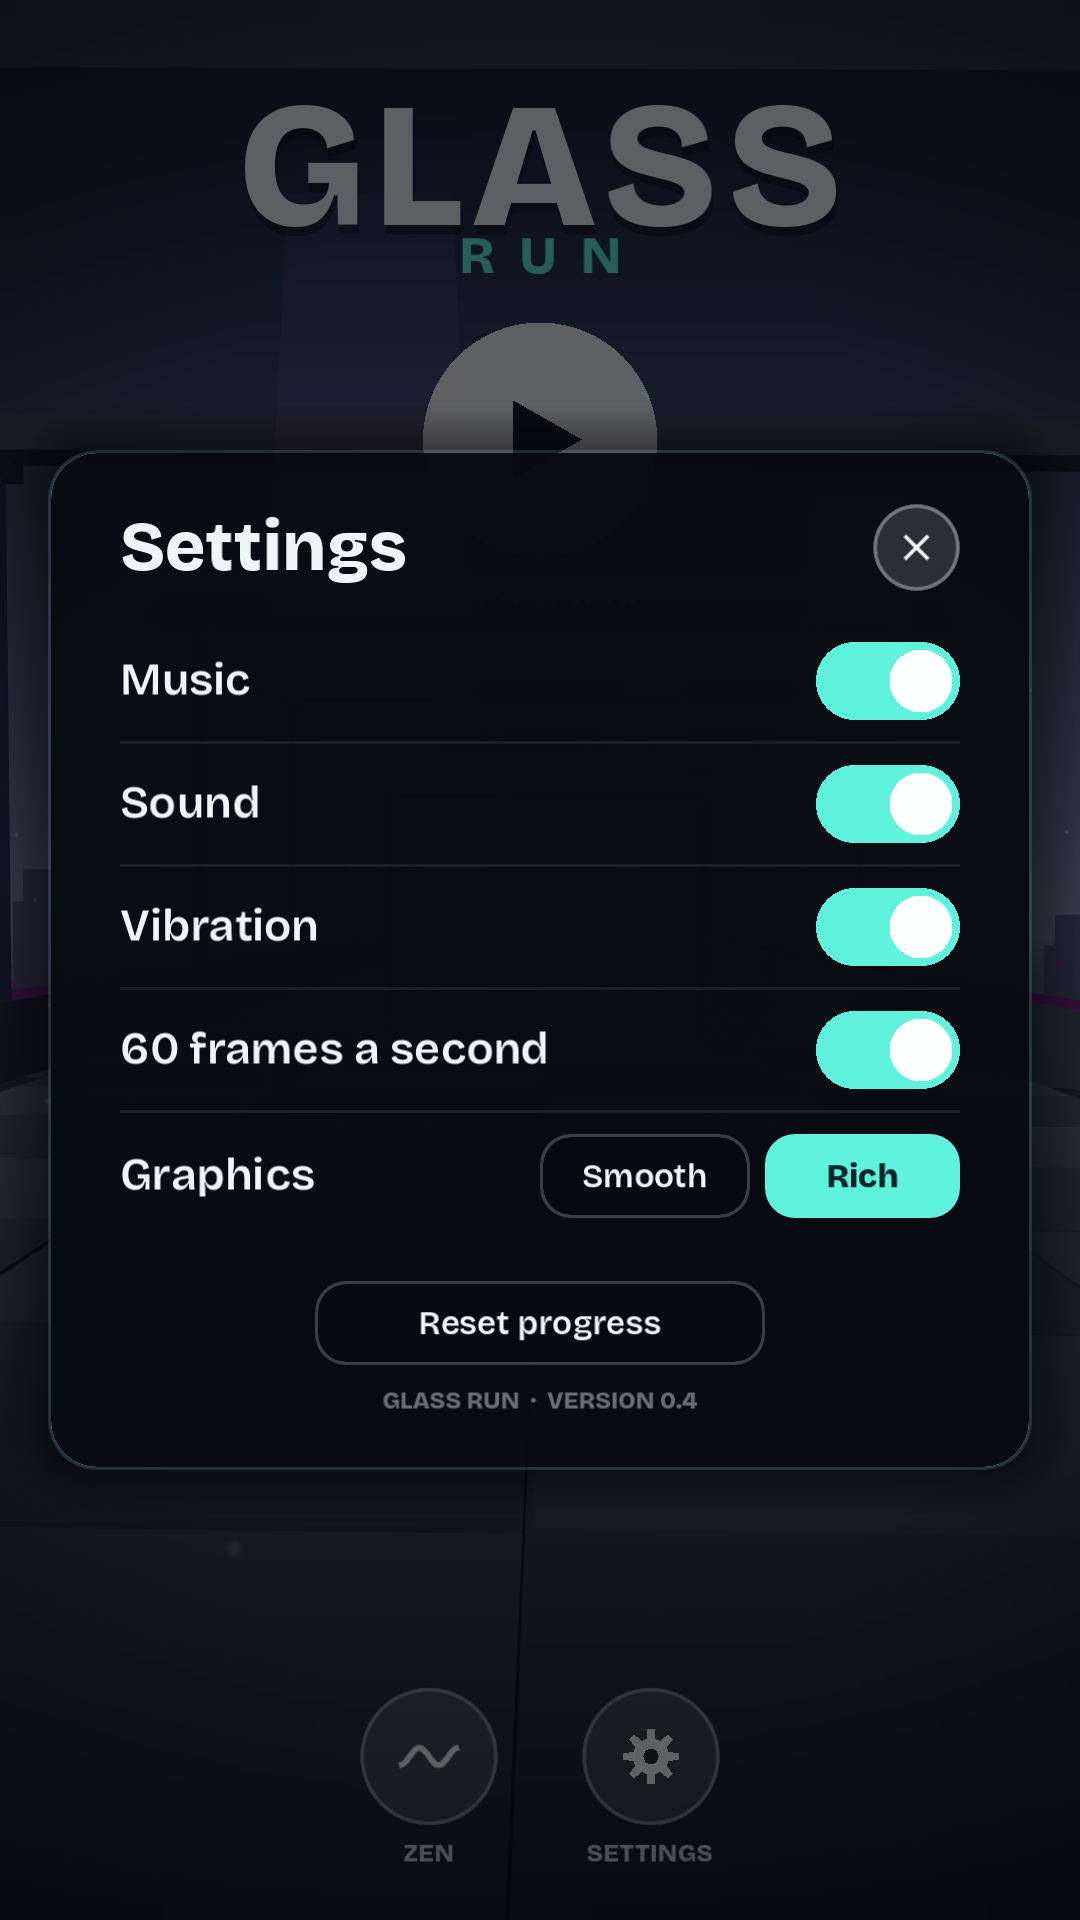 GLASS
RUN
Settings
Music
Sound
Vibration
60 frames a second
Graphics
Smooth
Rich
Reset progress
GLASS RUN · VERSION 0.4
ZEN
SETTINGS